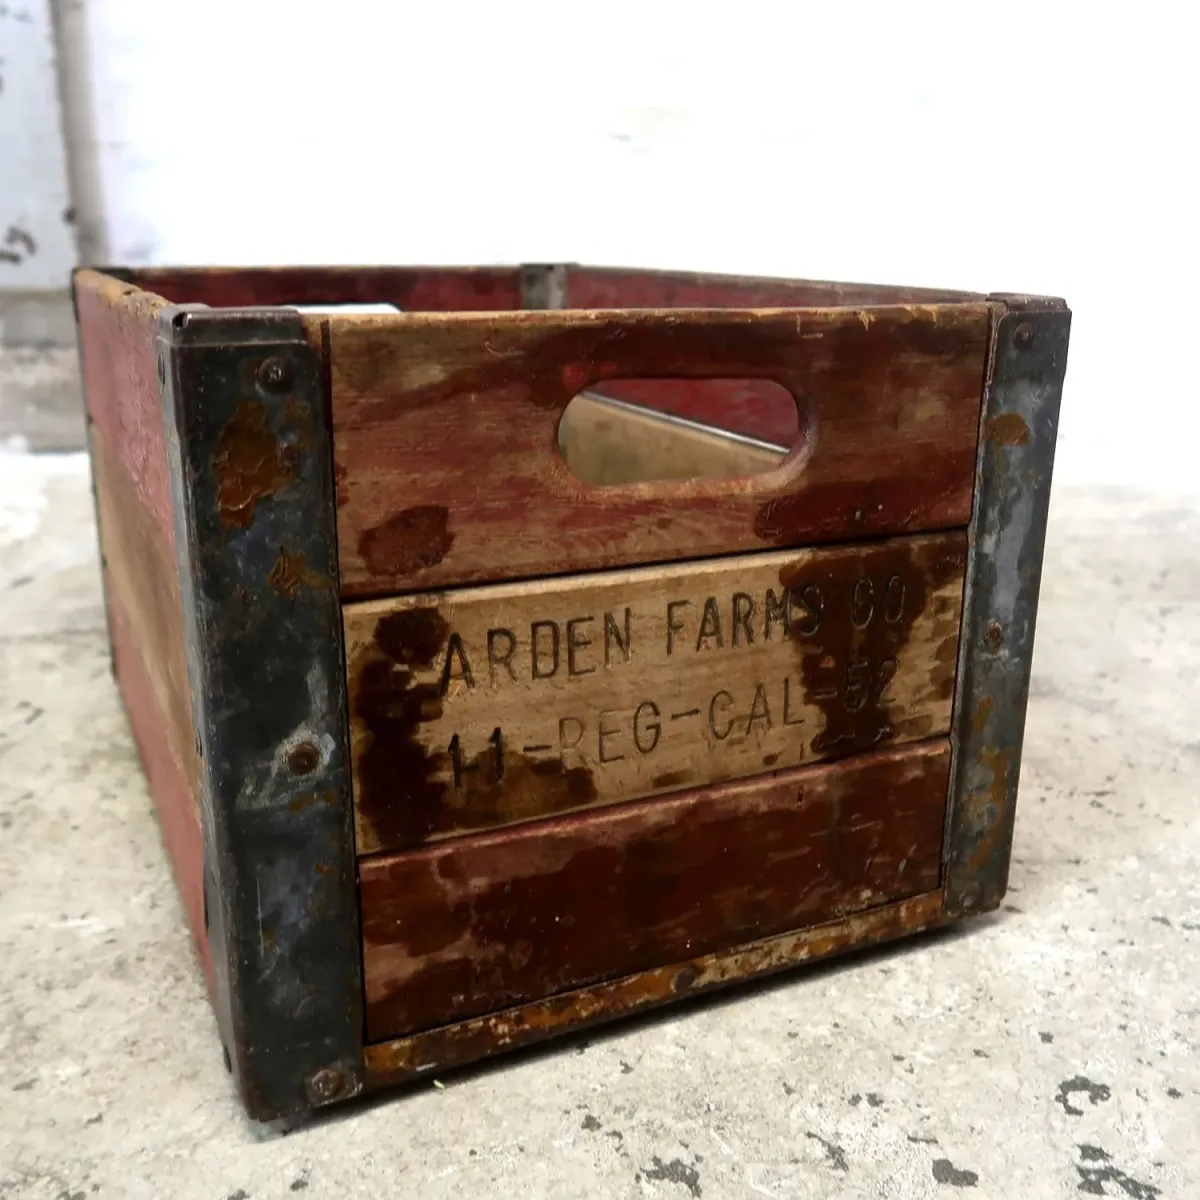 ARDEN FARMS CO
11-REG-CAL-52